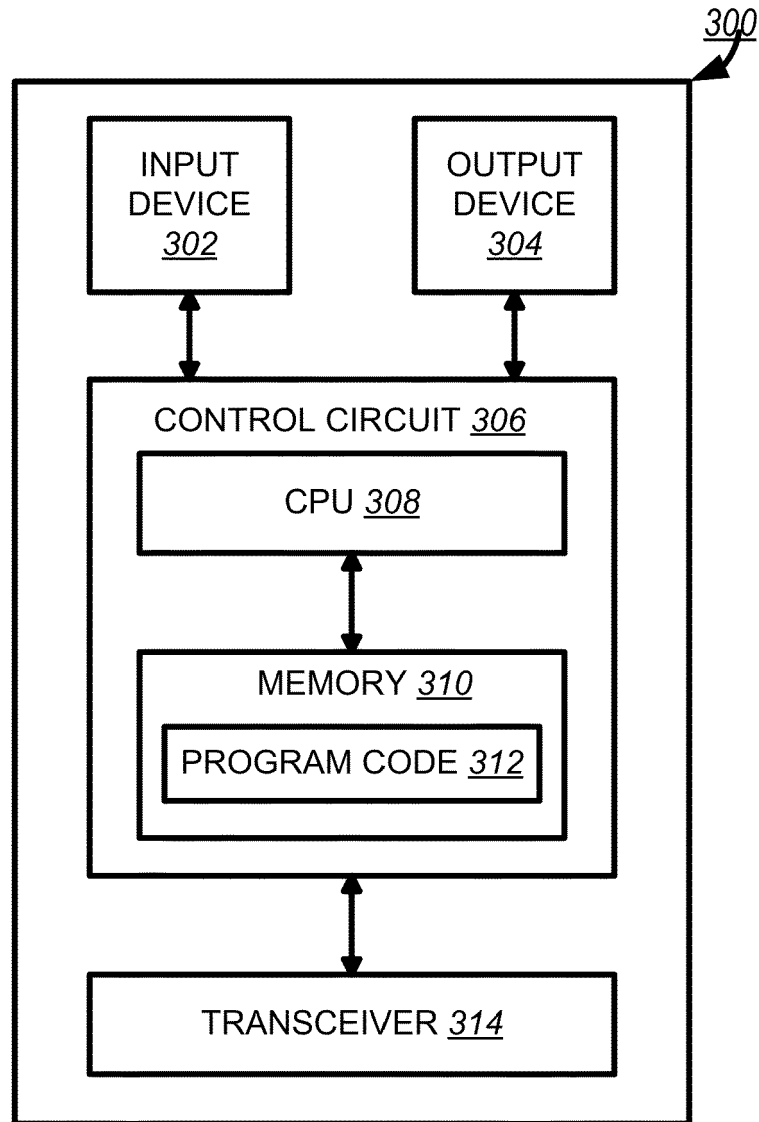 300
INPUT
DEVICE
302
OUTPUT
DEVICE
304
CONTROL CIRCUIT 306
CPU 308
MEMORY 310
PROGRAM CODE 312
TRANSCEIVER 314